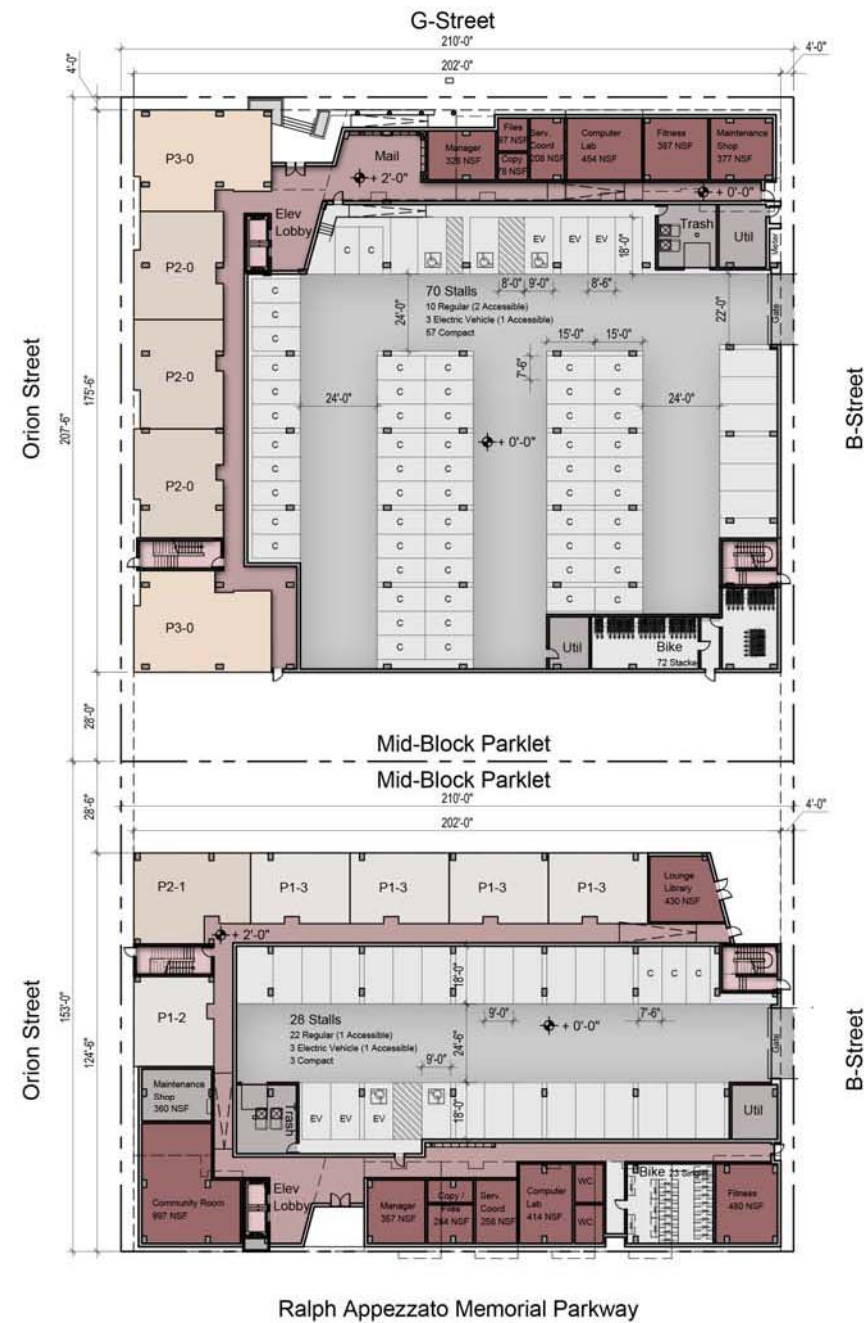 G-Street
210'-0"
4'-0"
202'-0"
4'-0"
P3-0
Mail
+ 2'-0"
Manager
326 NSF
Files
97 NSF
Copy
78 NSF
Serv.
Coord
208 NSF
Computer
Lab
454 NSF
Fitness
387 NSF
Maintenance
Shop
377 NSF
+ 0'-0"
Elev
Lobby
Trash
Util
Meter
P2-0
C
C
EV
EV
EV
18'-0"
70 Stalls
10 Regular (2 Accessible)
3 Electric Vehicle (1 Accessible)
57 Compact
8'-0"
9'-0"
8'-6"
24'-0"
22'-0"
Gate
15'-0"
15'-0"
7'-6"
24'-0"
24'-0"
+ 0'-0"
P2-0
P2-0
P3-0
Orion Street
207'-6"
175'-6"
B-Street
C C C C C
C C C C C
C C C C C
C C C C C
Util
Bike
72 Stacke
28'-0"
Mid-Block Parklet
Mid-Block Parklet
28'-6"
210'-0"
4'-0"
202'-0"
P2-1
P1-3
P1-3
P1-3
P1-3
Lounge
Library
430 NSF
+ 2'-0"
18'-0"
C C C
P1-2
28 Stalls
22 Regular (1 Accessible)
3 Electric Vehicle (1 Accessible)
3 Compact
9'-0"
+ 0'-0"
7'-6"
24'-6"
9'-0"
18'-0"
Gate
Orion Street
153'-0"
124'-6"
B-Street
Maintenance
Shop
360 NSF
Trash
EV
EV
EV
Util
Community Room
997 NSF
Elev
Lobby
Manager
357 NSF
Copy /
Files
264 NSF
Serv.
Coord
258 NSF
Computer
Lab
414 NSF
WC
WC
Bike 23 Single
Fitness
480 NSF
Ralph Appezzato Memorial Parkway